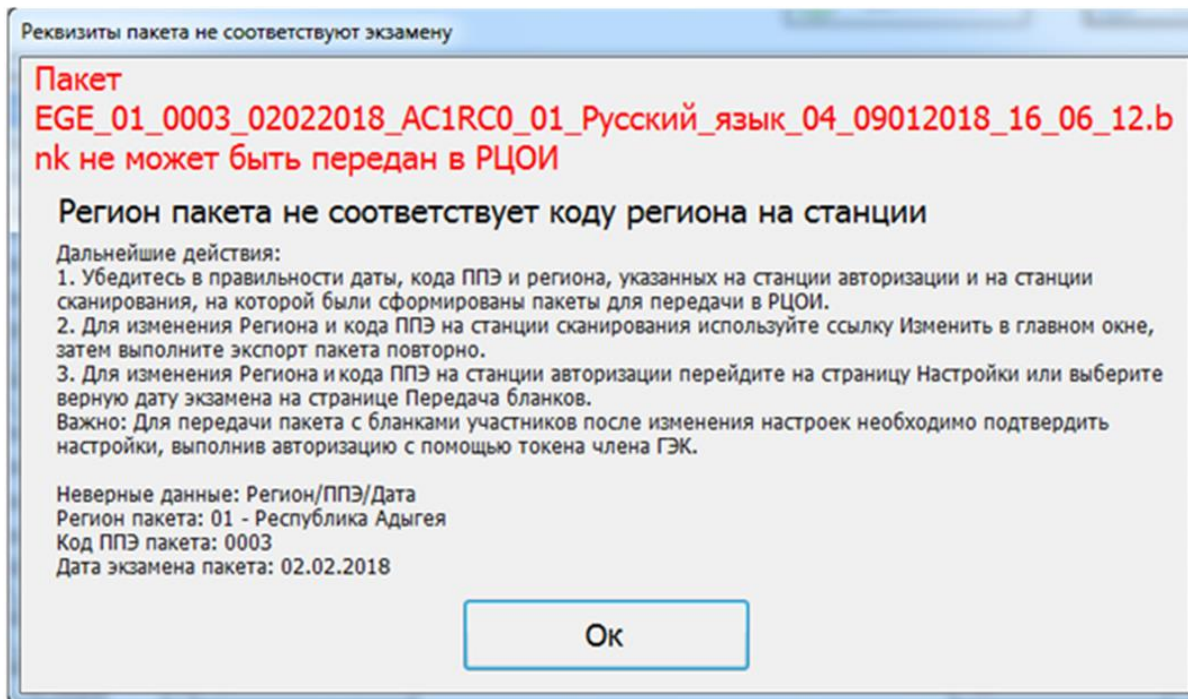 Реквизиты пакета не соответствуют экзамену
Пакет
EGE_01_0003_02022018_AC1RC0_01_Русский_язык_04_09012018_16_06_12.b
nk не может быть передан в РЦОИ
Регион пакета не соответствует коду региона на станции
Дальнейшие действия:
1. Убедитесь в правильности даты, кода ППЭ и региона, указанных на станции авторизации и на станции
сканирования, на которой были сформированы пакеты для передачи в РЦОИ.
2. Для изменения Региона и кода ППЭ на станции сканирования используйте ссылку Изменить в главном окне,
затем выполните экспорт пакета повторно.
3. Для изменения Региона и кода ППЭ на станции авторизации перейдите на страницу Настройки или выберите
верную дату экзамена на странице Передача бланков.
Важно: Для передачи пакета с бланками участников после изменения настроек необходимо подтвердить
настройки, выполнив авторизацию с помощью токена члена ГЭК.
Неверные данные: Регион/ППЭ/Дата
Регион пакета: 01 - Республика Адыгея
Код ППЭ пакета: 0003
Дата экзамена пакета: 02.02.2018
Ок